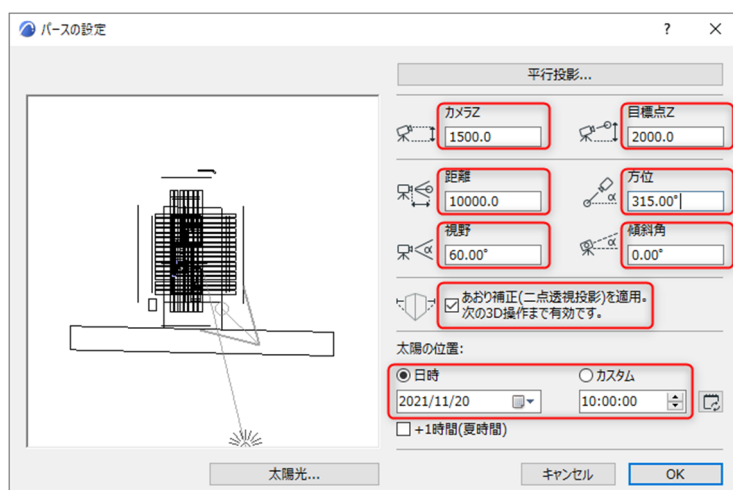 パースの設定
?
×
平行投影...
カメラZ
1500.0
目標点Z
2000.0
距離
10000.0
方位
315.00°
α
視野
60.00°
α
傾斜角
0.00°
α
あおり補正(二点透視投影)を適用。
次の3D操作まで有効です。
太陽の位置:
日時
カスタム
2021/11/20
10:00:00
+1時間(夏時間)
太陽光...
キャンセル
OK